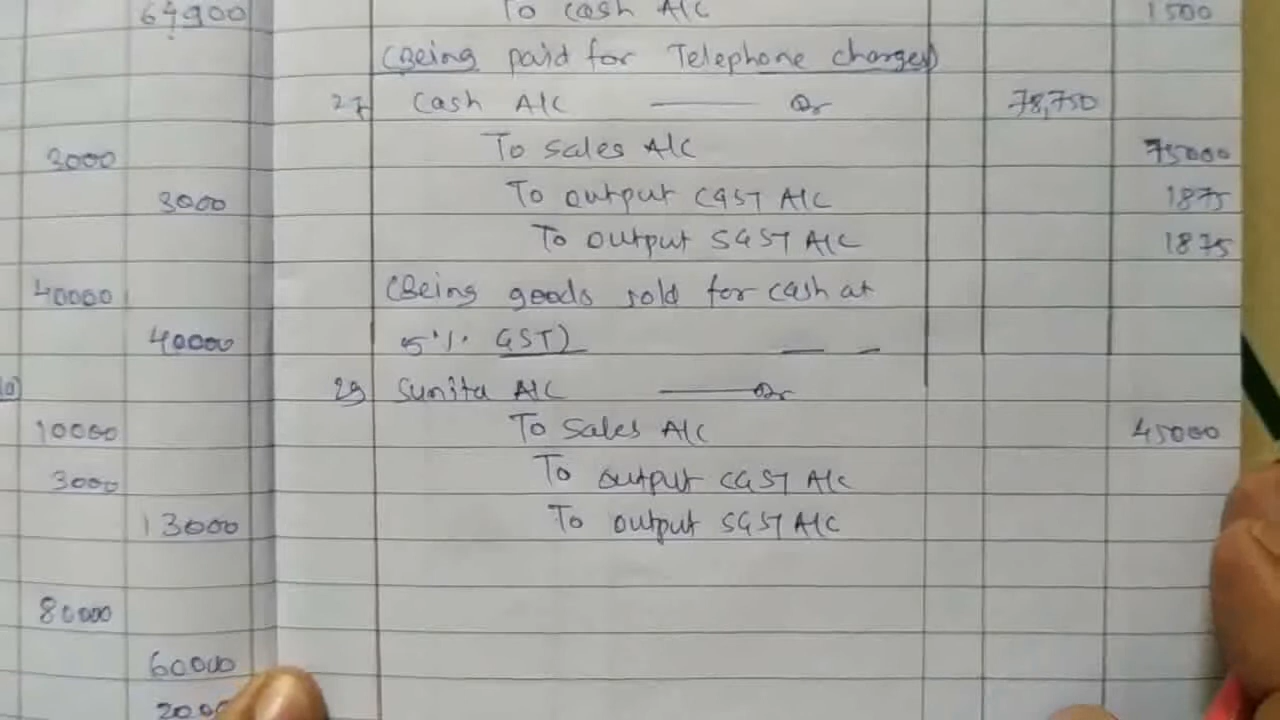 64900
3000
3000
40000
40000
10000
3000
13000
80000
60000
To cash A/C 1500
(Being paid for Telephone charges)
27 Cash A/C Dr 78,750
To sales A/C 75000
To output CGST A/C 1875
To output SGST A/C 1875
(Being goods sold for cash at
5% GST)
29 Sunita A/C Dr
To Sales A/C 45000
To output CGST A/C
To output SGST A/C